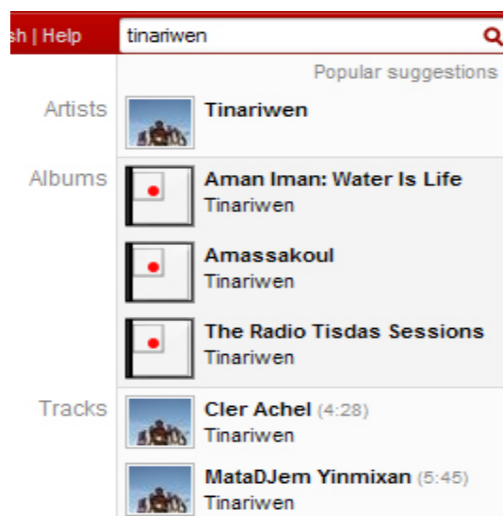 sh | Help
tinariwen
Popular suggestions
Artists
Tinariwen
Albums
Aman Iman: Water Is Life
Tinariwen
Amassakoul
Tinariwen
The Radio Tisdas Sessions
Tinariwen
Tracks
Cler Achel (4:28)
Tinariwen
MataDJem Yinmixan (5:45)
Tinariwen